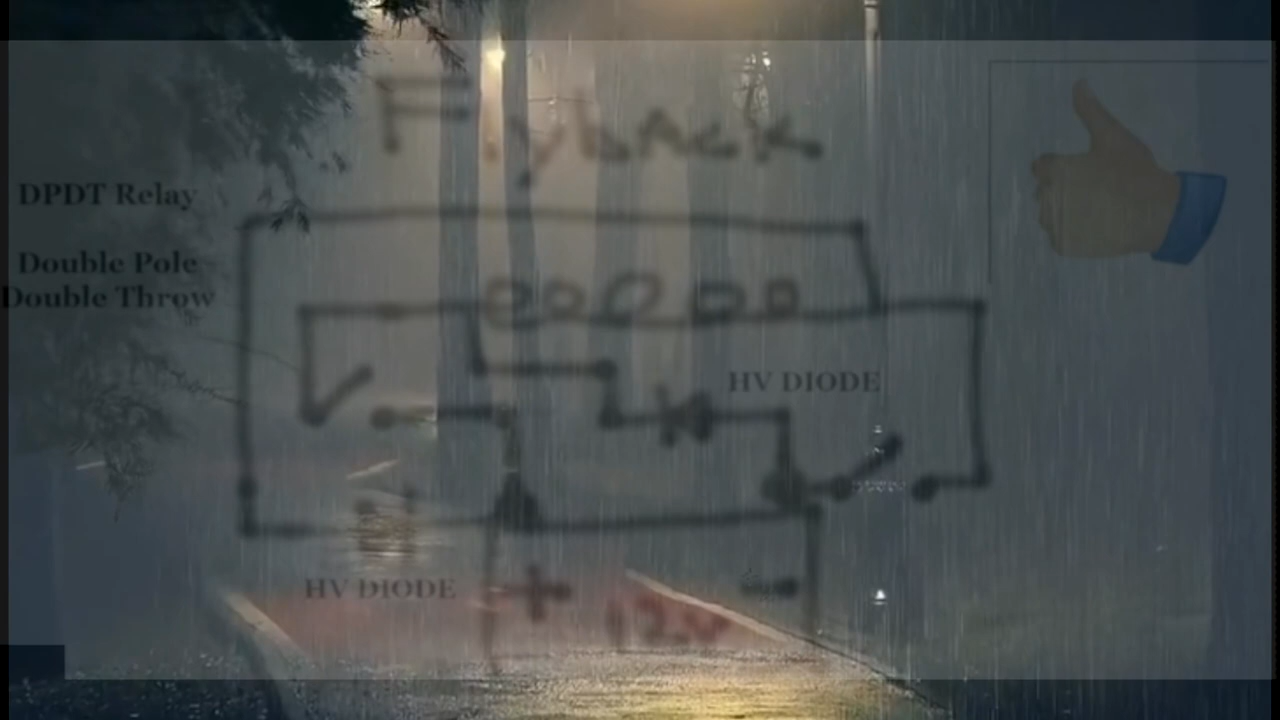 Flyback
DPDT Relay
Double Pole
Double Throw
HV DIODE
HV DIODE
+ 12v -